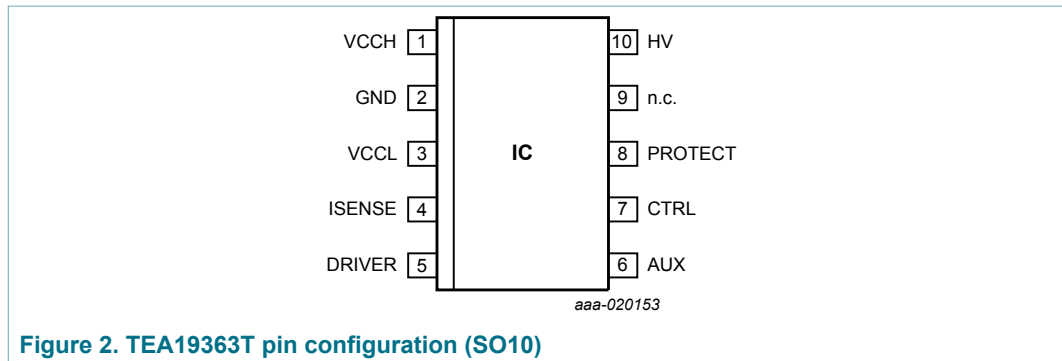 VCCH 1 10 HV
GND 2 9 n.c.
VCCL 3 IC 8 PROTECT
ISENSE 4 7 CTRL
DRIVER 5 6 AUX
aaa-020153
Figure 2. TEA19363T pin configuration (SO10)